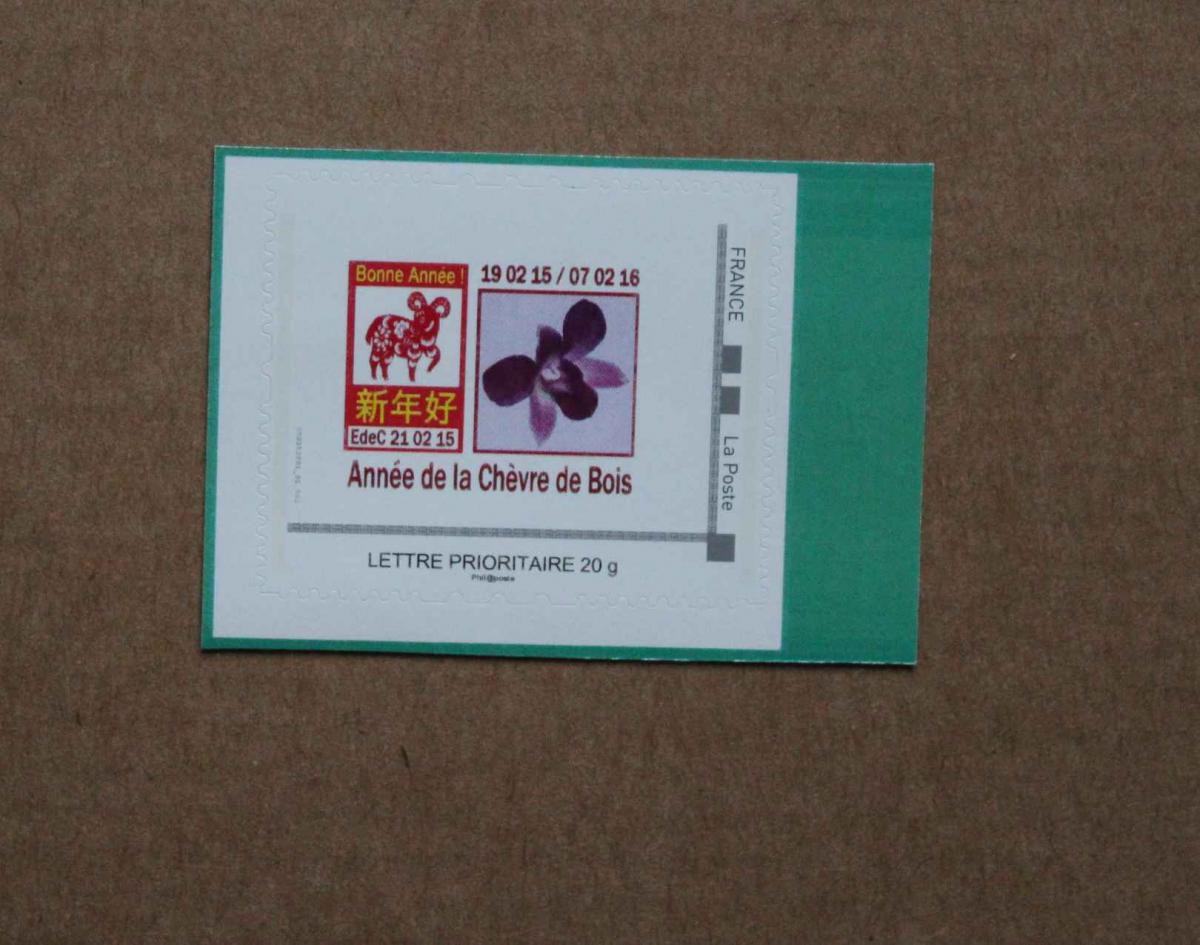 Bonne Année !
新年好
EdeC 21 02 15
19 02 15 / 07 02 16
Année de la Chèvre de Bois
FRANCE
La Poste
LETTRE PRIORITAIRE 20 g
Phil@poste